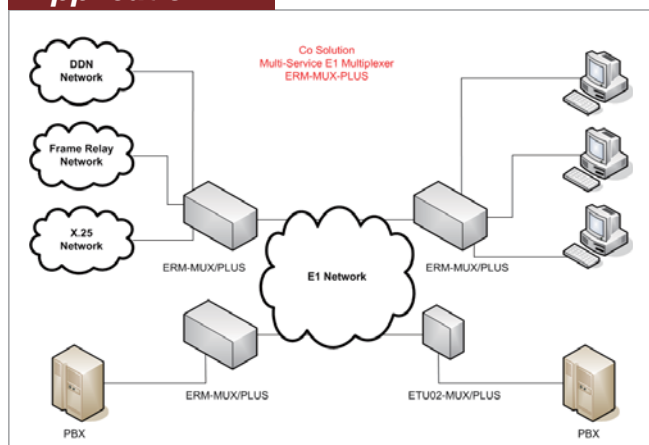 Co Solution
Multi-Service E1 Multiplexer
ERM-MUX-PLUS
DDN
Network
Frame Relay
Network
X.25
Network
ERM-MUX/PLUS
E1 Network
ERM-MUX/PLUS
ERM-MUX/PLUS
ETU02-MUX/PLUS
PBX
PBX